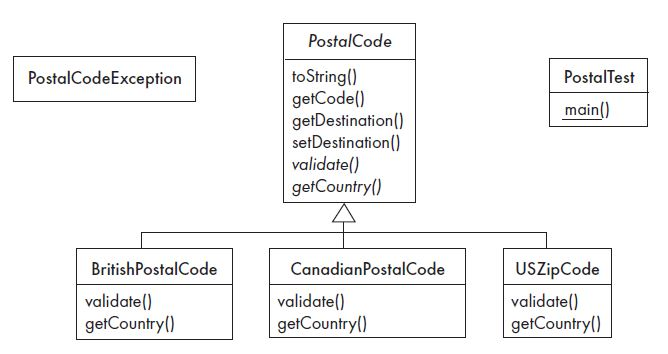 PostalCode
toString()
getCode()
getDestination()
setDestination()
validate()
getCountry()
PostalCodeException
PostalTest
main()
BritishPostalCode
validate()
getCountry()
CanadianPostalCode
validate()
getCountry()
USZipCode
validate()
getCountry()